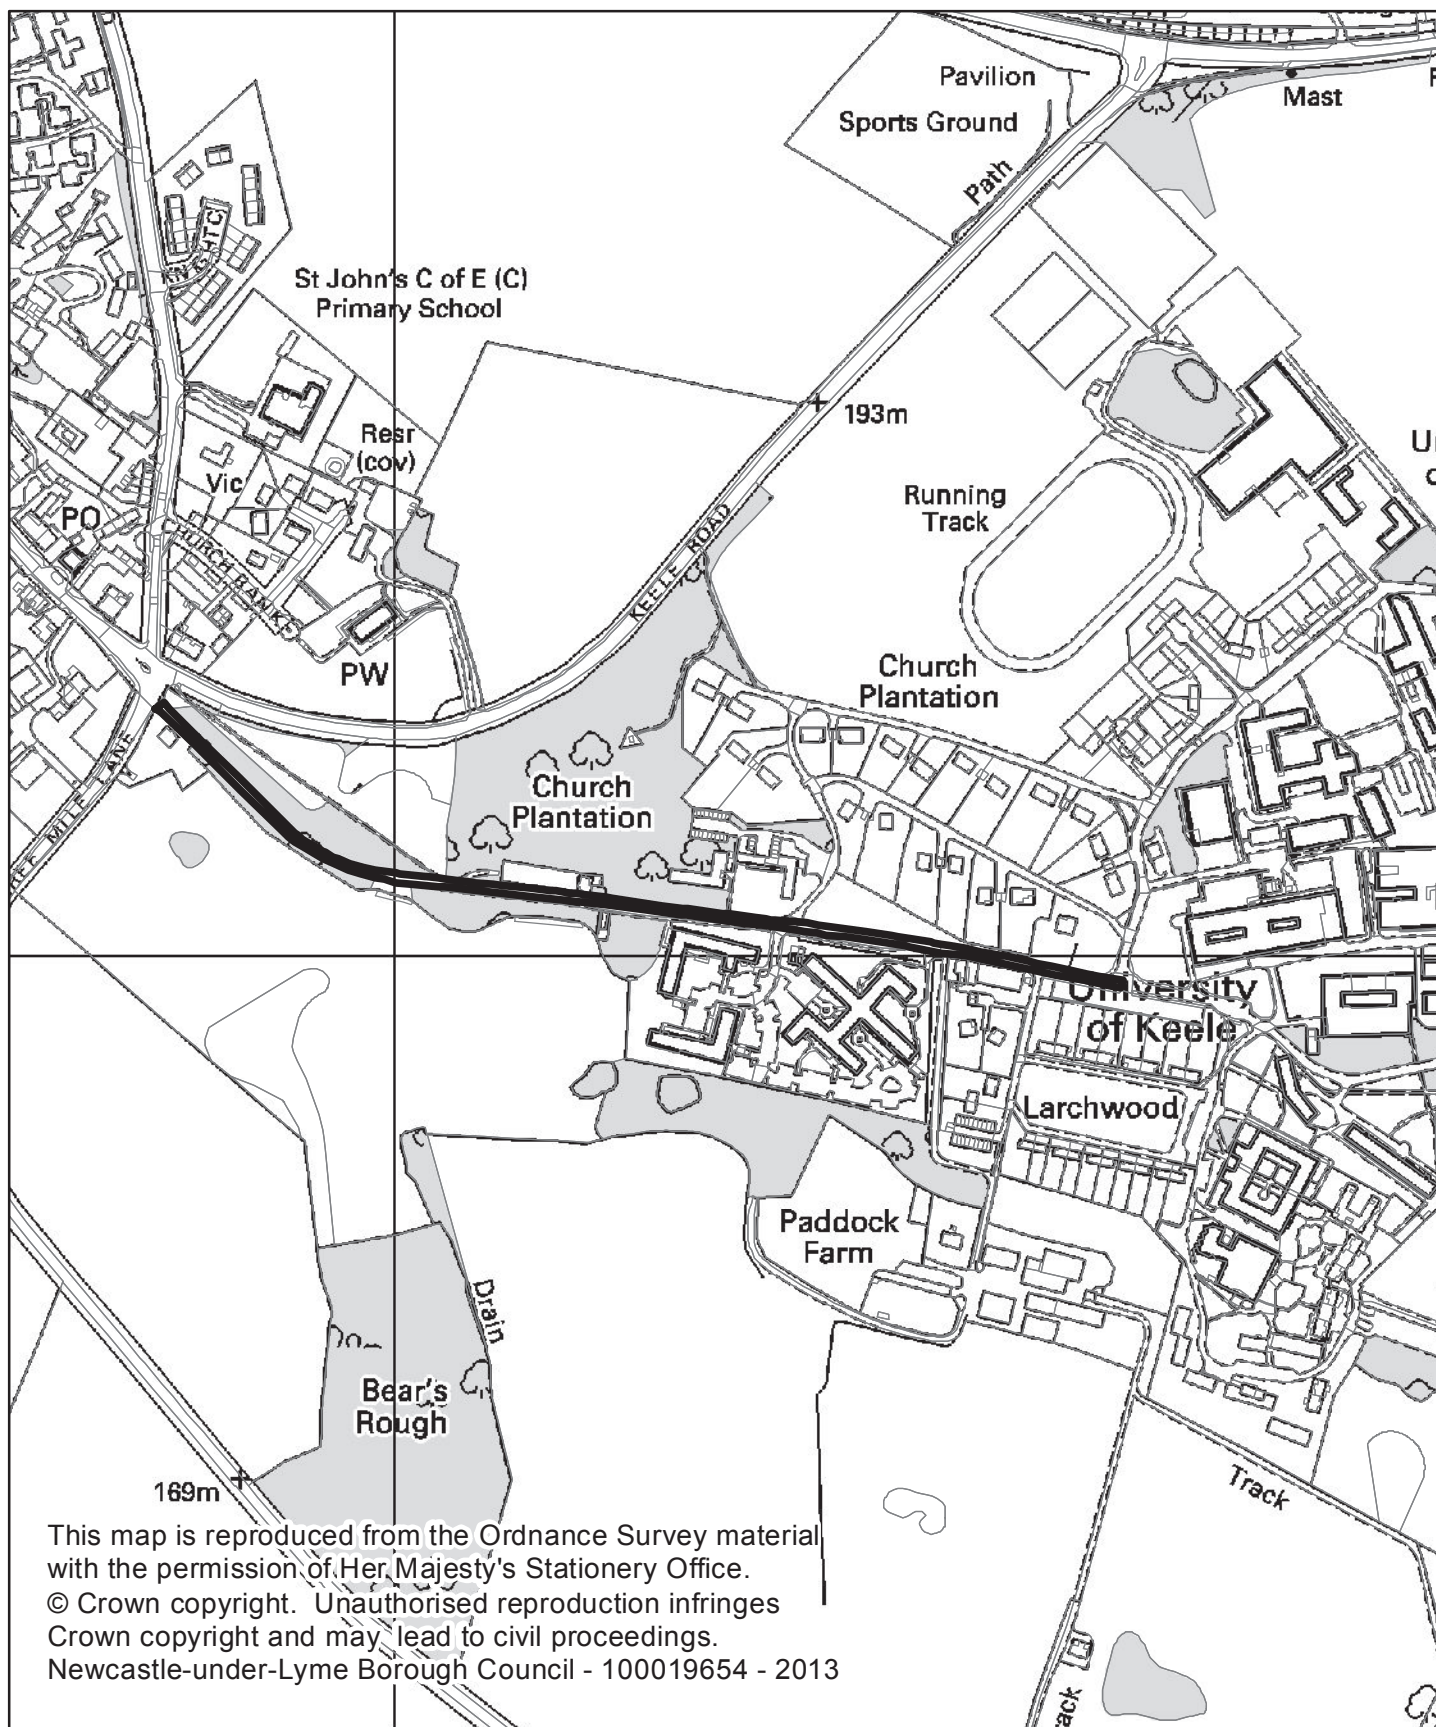 Pavilion
Mast
Sports Ground
Path
St John's C of E (C)
Primary School
193m
Resr
(cov)
Vic
PO
Running
Track
KEELE ROAD
CHURCH BANK
PW
Church
Plantation
Church
Plantation
MILE LANE
University
of Keele
Larchwood
Paddock
Farm
Drain
Bear's
Rough
169m
Track
This map is reproduced from the Ordnance Survey material
with the permission of Her Majesty's Stationery Office.
© Crown copyright. Unauthorised reproduction infringes
Crown copyright and may lead to civil proceedings.
Newcastle-under-Lyme Borough Council - 100019654 - 2013